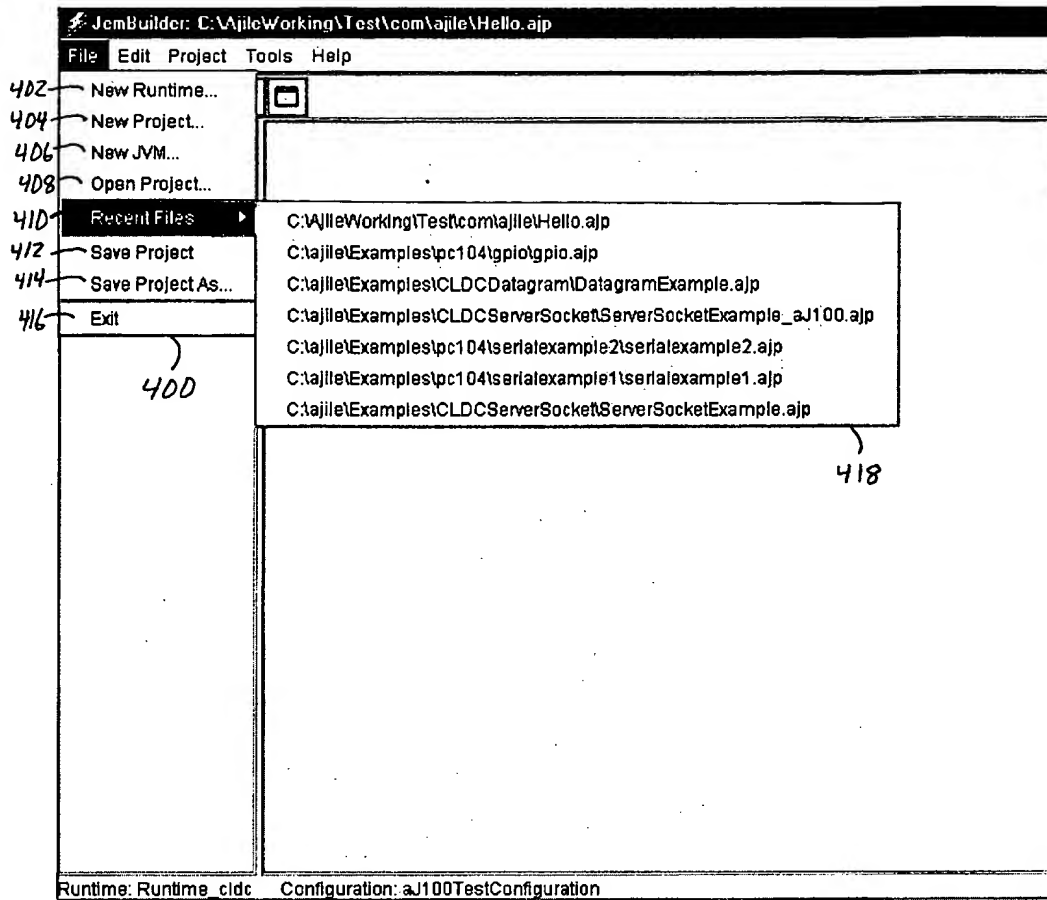 JemBuilder: C:\AjileWorking\Test\com\ajile\Hello.ajp
File Edit Project Tools Help
402 New Runtime...
404 New Project...
406 New JVM...
408 Open Project...
410 Recent Files
412 Save Project
414 Save Project As...
416 Exit
400
C:\AjileWorking\Test\com\ajile\Hello.ajp
C:\ajile\Examples\pc104\gpio\gpio.ajp
C:\ajile\Examples\CLDCDatagram\DatagramExample.ajp
C:\ajile\Examples\CLDCServerSocket\ServerSocketExample_aJ100.ajp
C:\ajile\Examples\pc104\serialexample2\serialexample2.ajp
C:\ajile\Examples\pc104\serialexample1\serialexample1.ajp
C:\ajile\Examples\CLDCServerSocket\ServerSocketExample.ajp
418
Runtime: Runtime_cldc Configuration: aJ100TestConfiguration